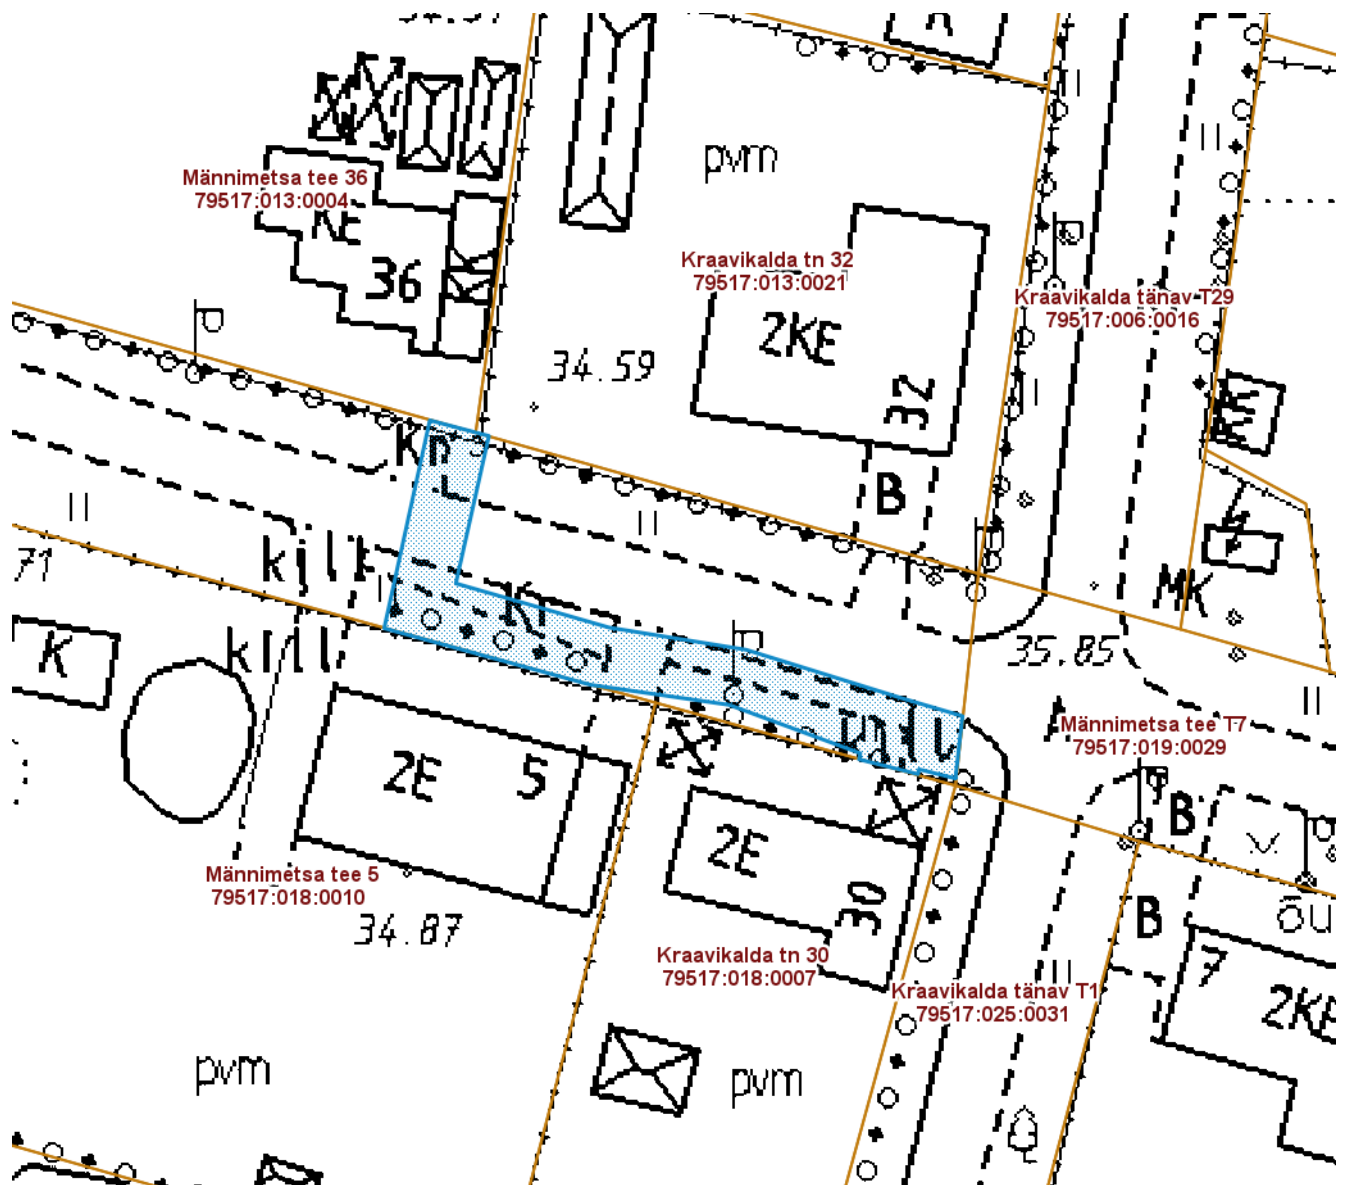 A
pvm
Männimetsa tee 36
79517:013:0004
KE
36
Kraavikalda tn 32
79517:013:0021
Kraavikalda tänav T29
79517:006:0016
2KE
34.59
32
B
71
MK
35.85
K
Männimetsa tee T7
79517:019:0029
2E
5
B
2E
Männimetsa tee 5
79517:018:0010
30
34.87
B
õu
Kraavikalda tn 30
79517:018:0007
7
Kraavikalda tänav T1
79517:025:0031
2KE
pvm
pvm